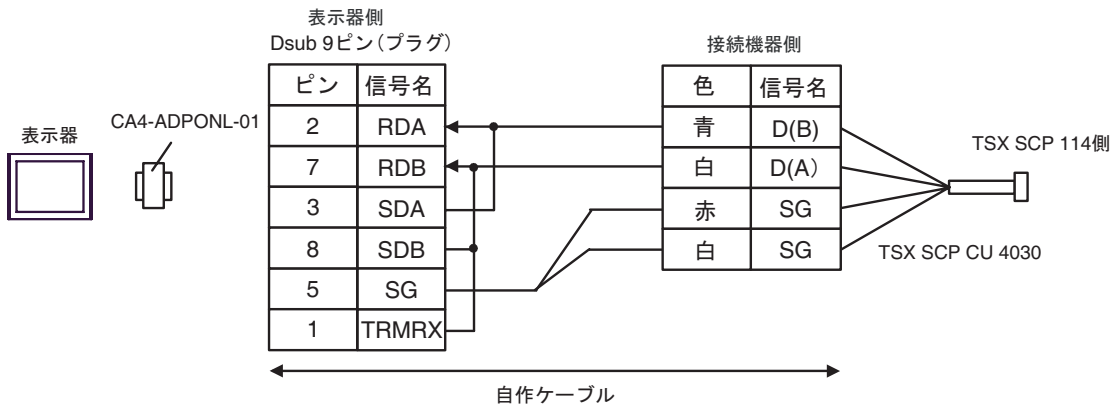 表示器側
Dsub 9ピン(プラグ)
接続機器側
ピン 信号名
色 信号名
CA4-ADPONL-01
表示器
2 RDA
青 D(B)
TSX SCP 114側
7 RDB
白 D(A)
3 SDA
赤 SG
8 SDB
白 SG
TSX SCP CU 4030
5 SG
1 TRMRX
自作ケーブル